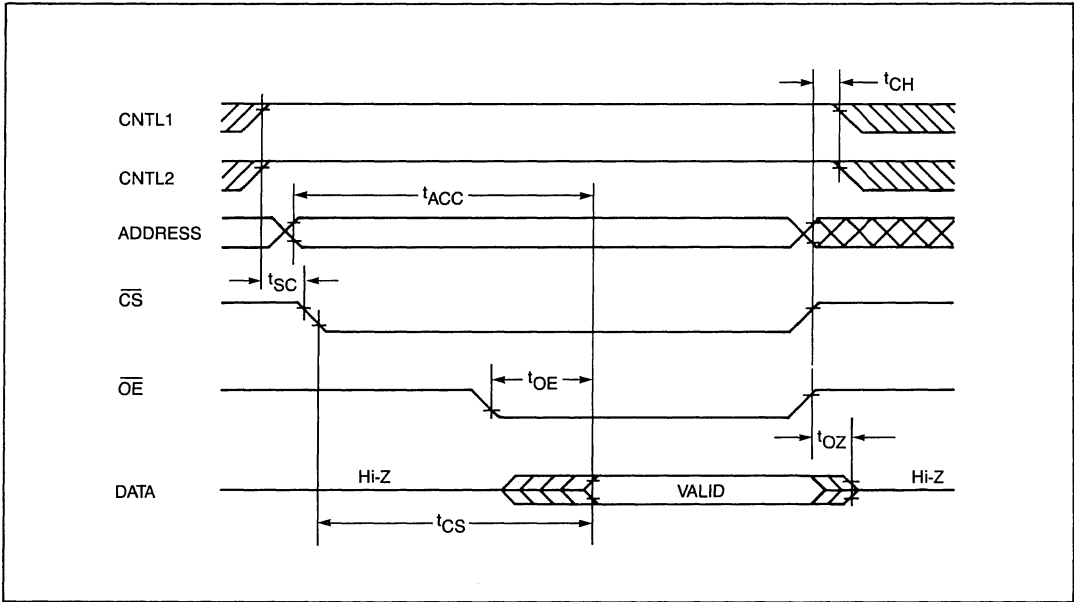 tCH
CNTL1
CNTL2
tACC
ADDRESS
tSC
CS
tOE
OE
tOZ
Hi-Z
Hi-Z
DATA
VALID
tCS